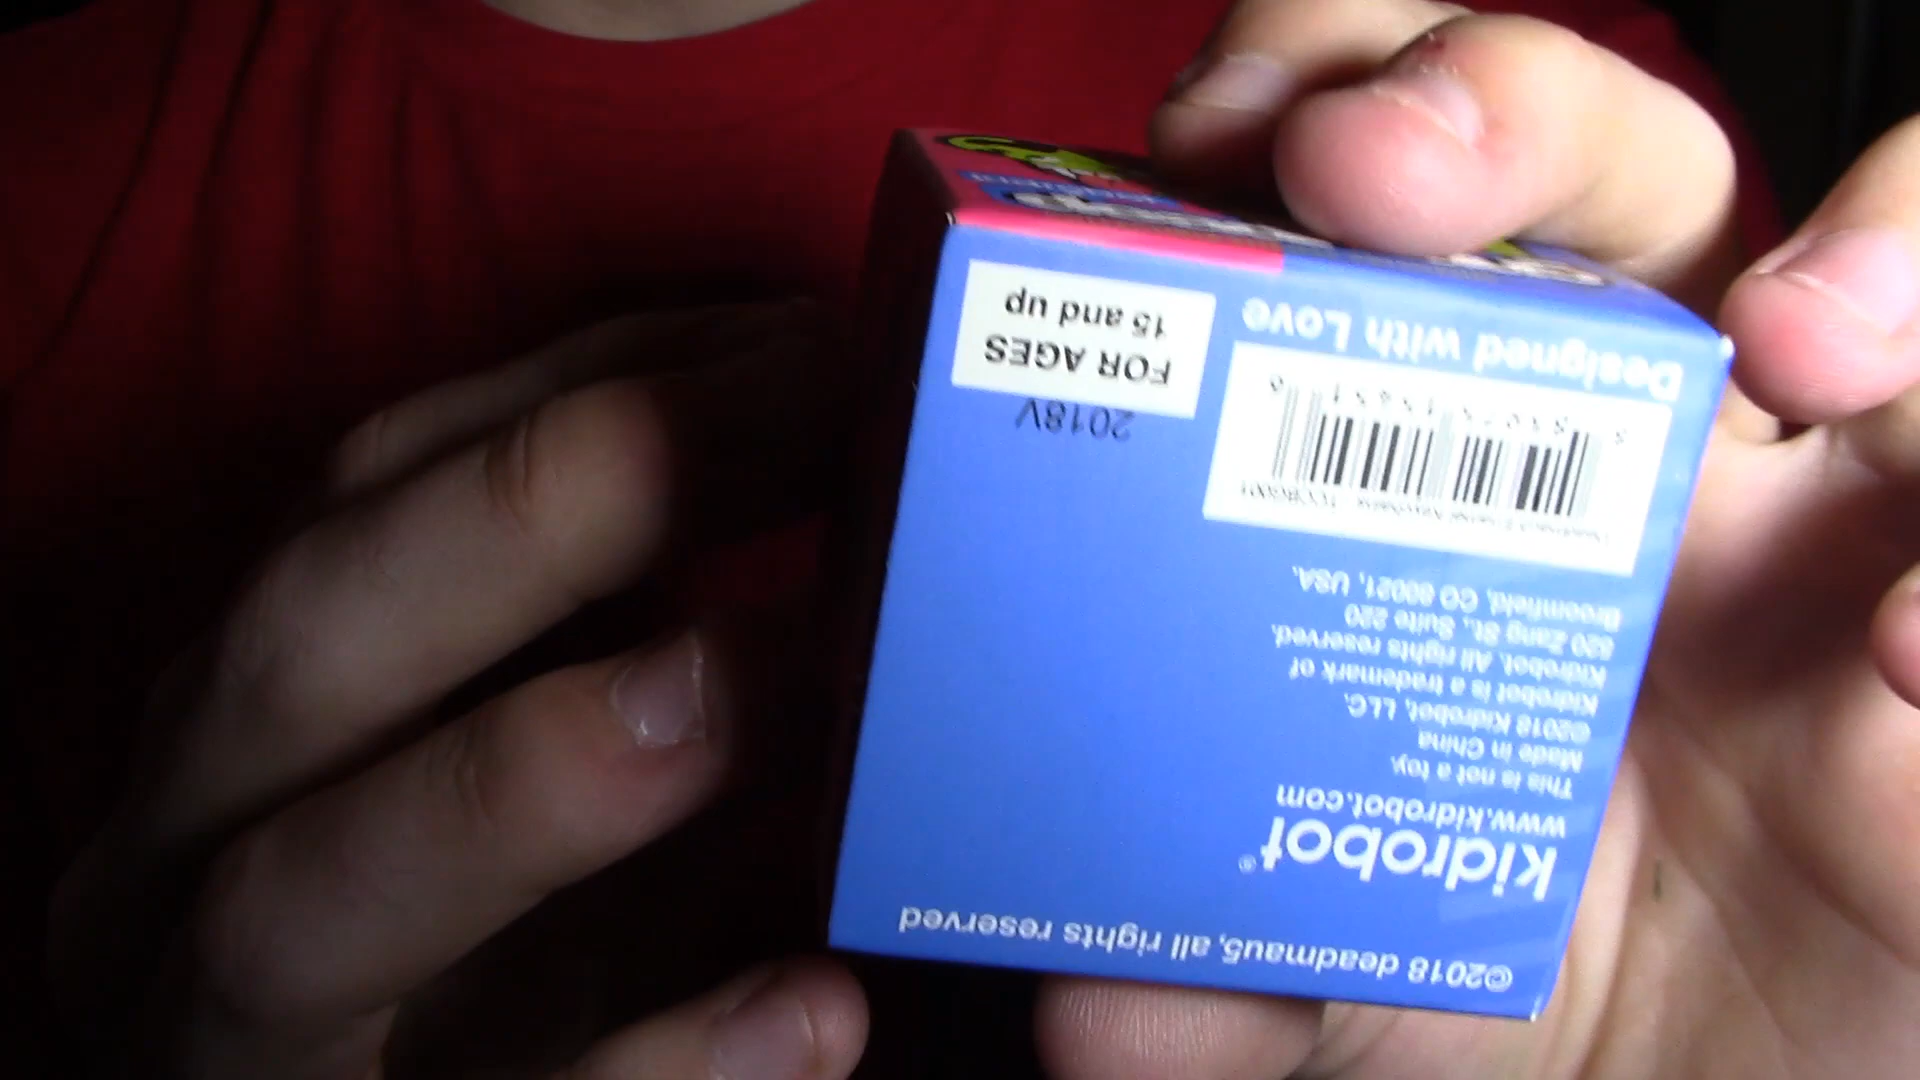 ©2018 deadmau5, all rights reserved
kidrobot®
www.kidrobot.com
This is not a toy.
Made in China
©2018 Kidrobot, LLC.
Kidrobot is a trademark of
Kidrobot. All rights reserved.
820 Zang St., Suite 220
Broomfield, CO 80021, USA.
Designed with Love
2018V
FOR AGES
15 and up